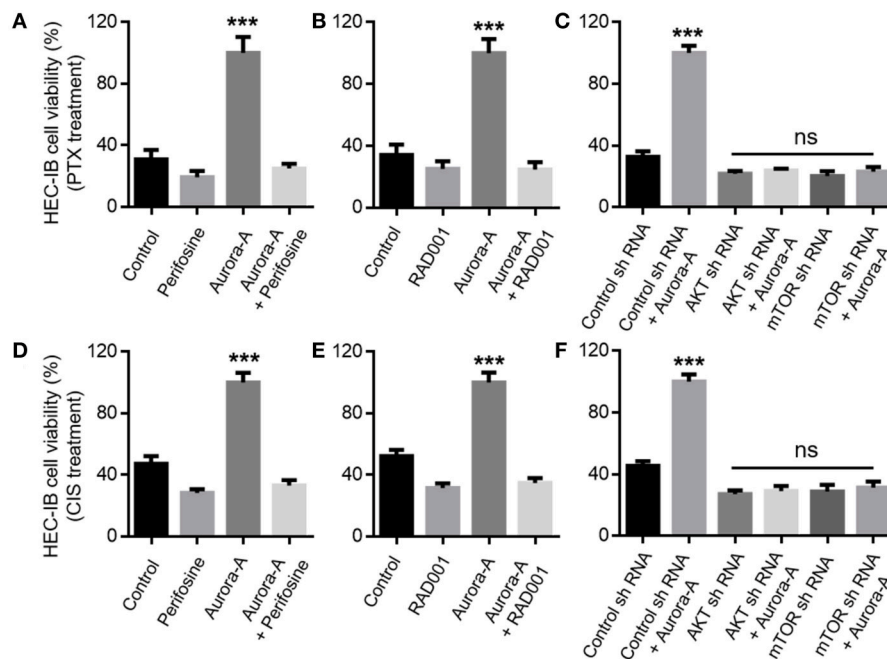 A
HEC-IB cell viability (%)
(PTX treatment)
120
80
40
0
***
Control
Perifosine
Aurora-A
Aurora-A
+ Perifosine
B
120
80
40
0
***
Control
RAD001
Aurora-A
Aurora-A
+ RAD001
C
120
80
40
0
***
ns
Control sh RNA
Control sh RNA
+ Aurora-A
AKT sh RNA
AKT sh RNA
+ Aurora-A
mTOR sh RNA
mTOR sh RNA
+ Aurora-A
D
HEC-IB cell viability (%)
(CIS treatment)
120
80
40
0
***
Control
Perifosine
Aurora-A
Aurora-A
+ Perifosine
E
120
80
40
0
***
Control
RAD001
Aurora-A
Aurora-A
+ RAD001
F
120
80
40
0
***
ns
Control sh RNA
Control sh RNA
+ Aurora-A
AKT sh RNA
AKT sh RNA
+ Aurora-A
mTOR sh RNA
mTOR sh RNA
+ Aurora-A